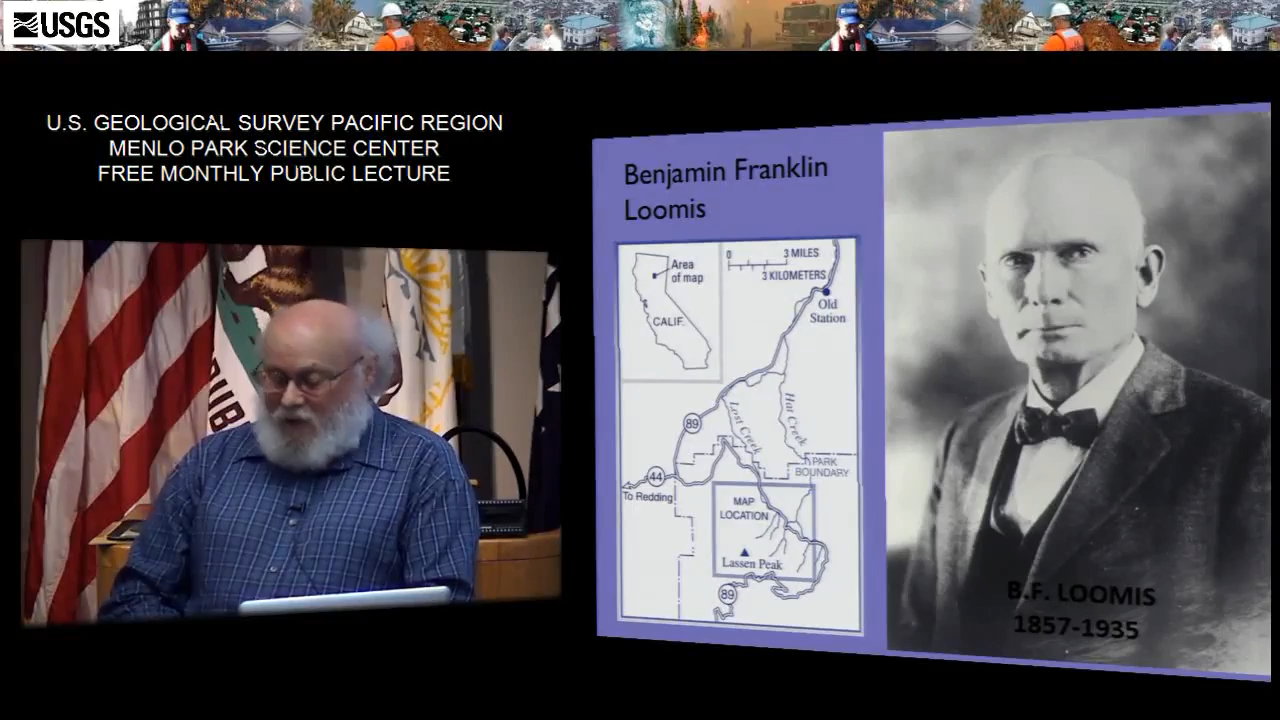 USGS
U.S. GEOLOGICAL SURVEY PACIFIC REGION
MENLO PARK SCIENCE CENTER
FREE MONTHLY PUBLIC LECTURE
Benjamin Franklin
Loomis
0 3 MILES
3 KILOMETERS
Area
of map
CALIF.
Old
Station
89
Lost Creek
Hat Creek
44
To Redding
PARK
BOUNDARY
MAP
LOCATION
Lassen Peak
89
B.F. LOOMIS
1857-1935